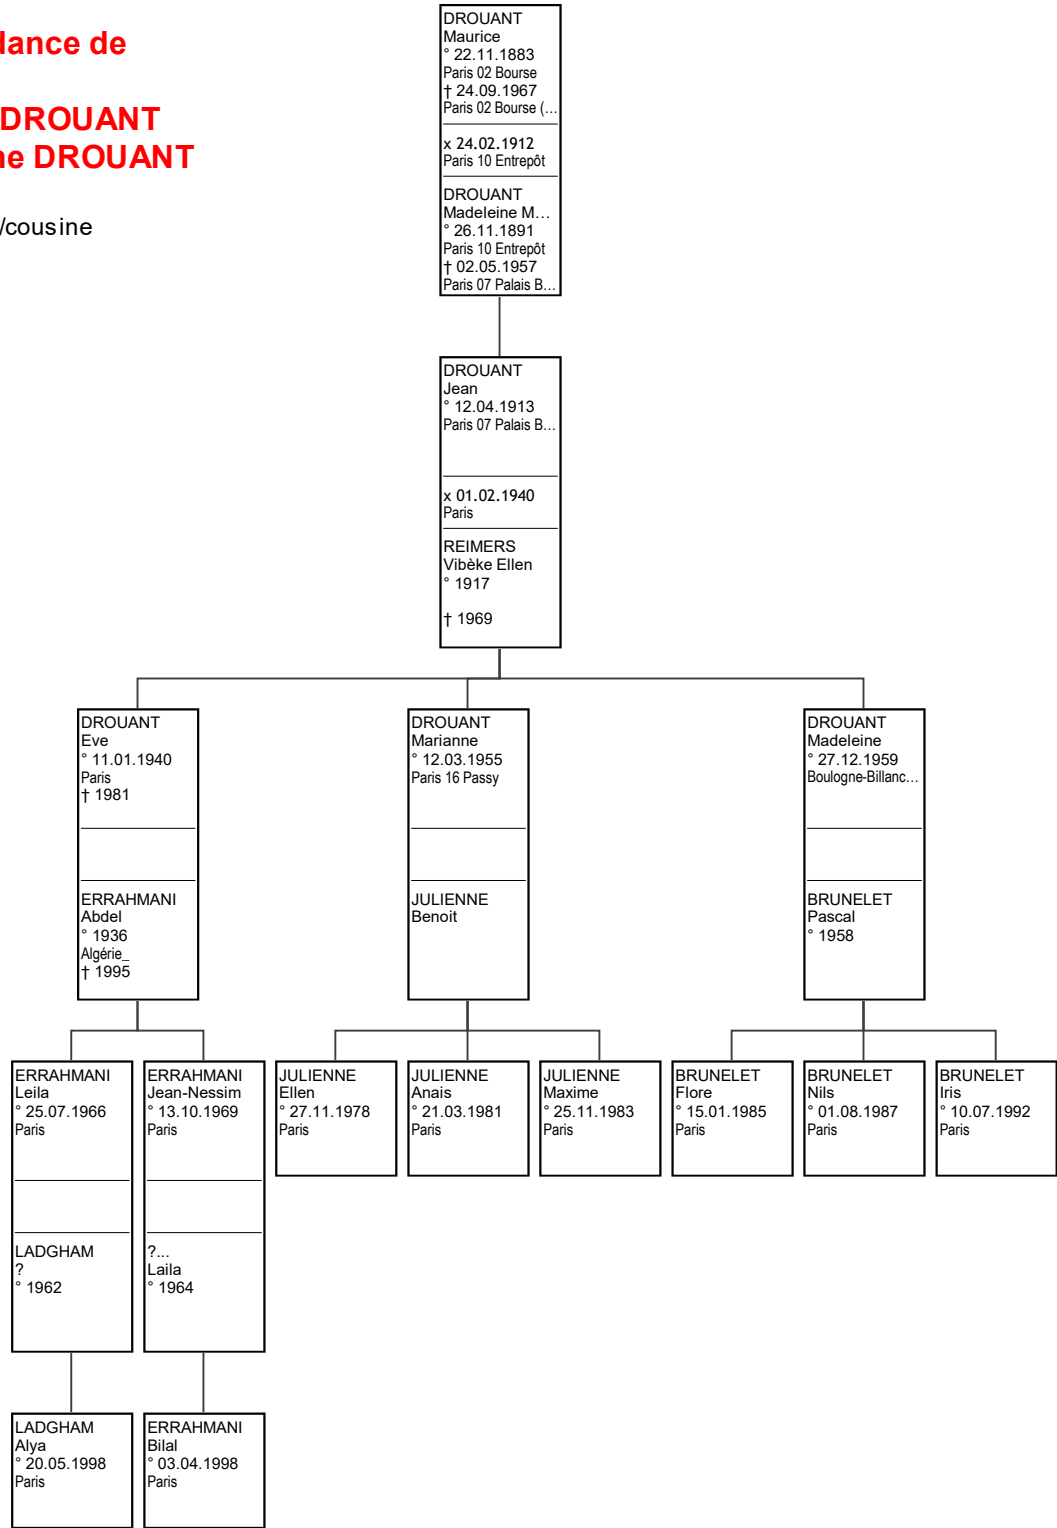 dance de
DROUANT
ne DROUANT
/cousine
DROUANT
Maurice
° 22.11.1883
Paris 02 Bourse
† 24.09.1967
Paris 02 Bourse (...
x 24.02.1912
Paris 10 Entrepôt
DROUANT
Madeleine M...
° 26.11.1891
Paris 10 Entrepôt
† 02.05.1957
Paris 07 Palais B...
DROUANT
Jean
° 12.04.1913
Paris 07 Palais B...
x 01.02.1940
Paris
REIMERS
Vibèke Ellen
° 1917
† 1969
DROUANT
Eve
° 11.01.1940
Paris
† 1981
ERRAHMANI
Abdel
° 1936
Algérie_
† 1995
DROUANT
Marianne
° 12.03.1955
Paris 16 Passy
JULIENNE
Benoit
DROUANT
Madeleine
° 27.12.1959
Boulogne-Billanc...
BRUNELET
Pascal
° 1958
ERRAHMANI
Leila
° 25.07.1966
Paris
LADGHAM
?
° 1962
ERRAHMANI
Jean-Nessim
° 13.10.1969
Paris
?...
Laila
° 1964
JULIENNE
Ellen
° 27.11.1978
Paris
JULIENNE
Anais
° 21.03.1981
Paris
JULIENNE
Maxime
° 25.11.1983
Paris
BRUNELET
Flore
° 15.01.1985
Paris
BRUNELET
Nils
° 01.08.1987
Paris
BRUNELET
Iris
° 10.07.1992
Paris
LADGHAM
Alya
° 20.05.1998
Paris
ERRAHMANI
Bilal
° 03.04.1998
Paris